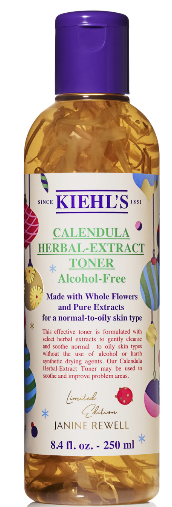 SINCE KIEHL'S 1851
CALENDULA
HERBAL-EXTRACT
TONER
Alcohol-Free
Made with Whole Flowers
and Pure Extracts
for a normal-to-oily skin type
This effective toner is formulated with
select herbal extracts to gently cleanse
and soothe normal to oily skin types
without the use of alcohol or harsh
synthetic drying agents. Our Calendula
Herbal-Extract Toner may be used to
soothe and improve problem areas.
Limited
Edition
JANINE REWELL
8.4 fl. oz. - 250 ml